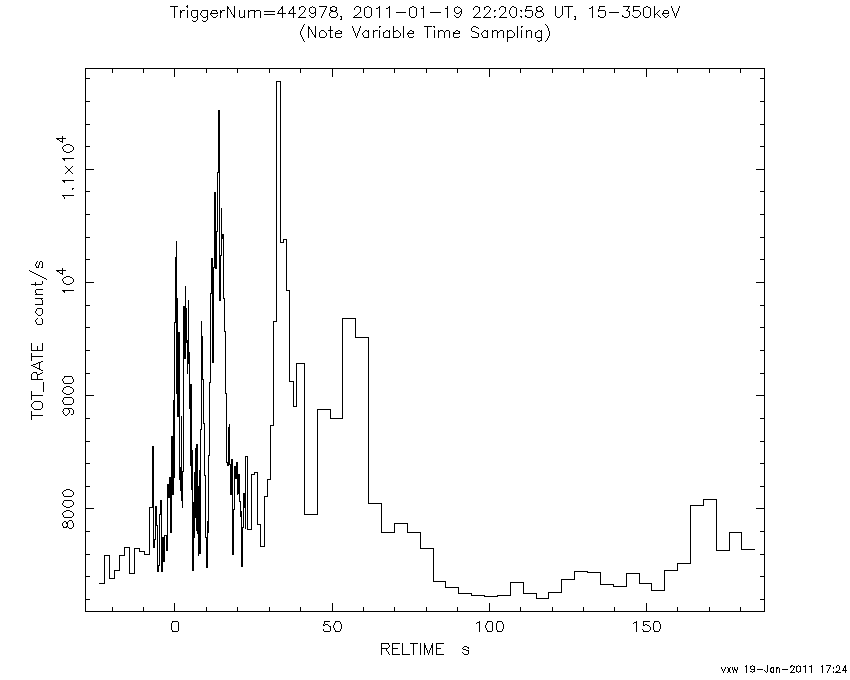 TriggerNum=442978, 2011-01-19 22:20:58 UT, 15-350keV
(Note Variable Time Sampling)
1.1×10⁴
10⁴
9000
8000
TOT_RATE count/s
0 50 100 150
RELTIME s
vxw 19-Jan-2011 17:24